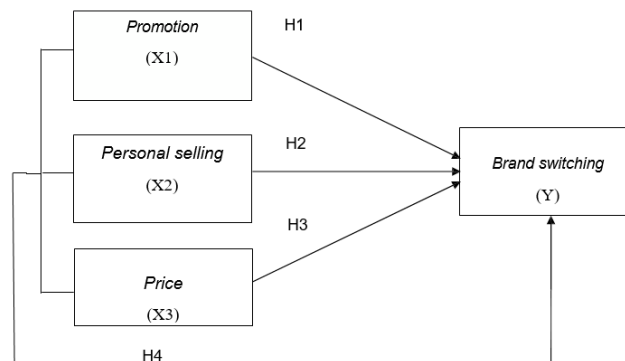 Promotion
(X1)
H1
Personal selling
(X2)
H2
Brand switching
(Y)
H3
Price
(X3)
H4